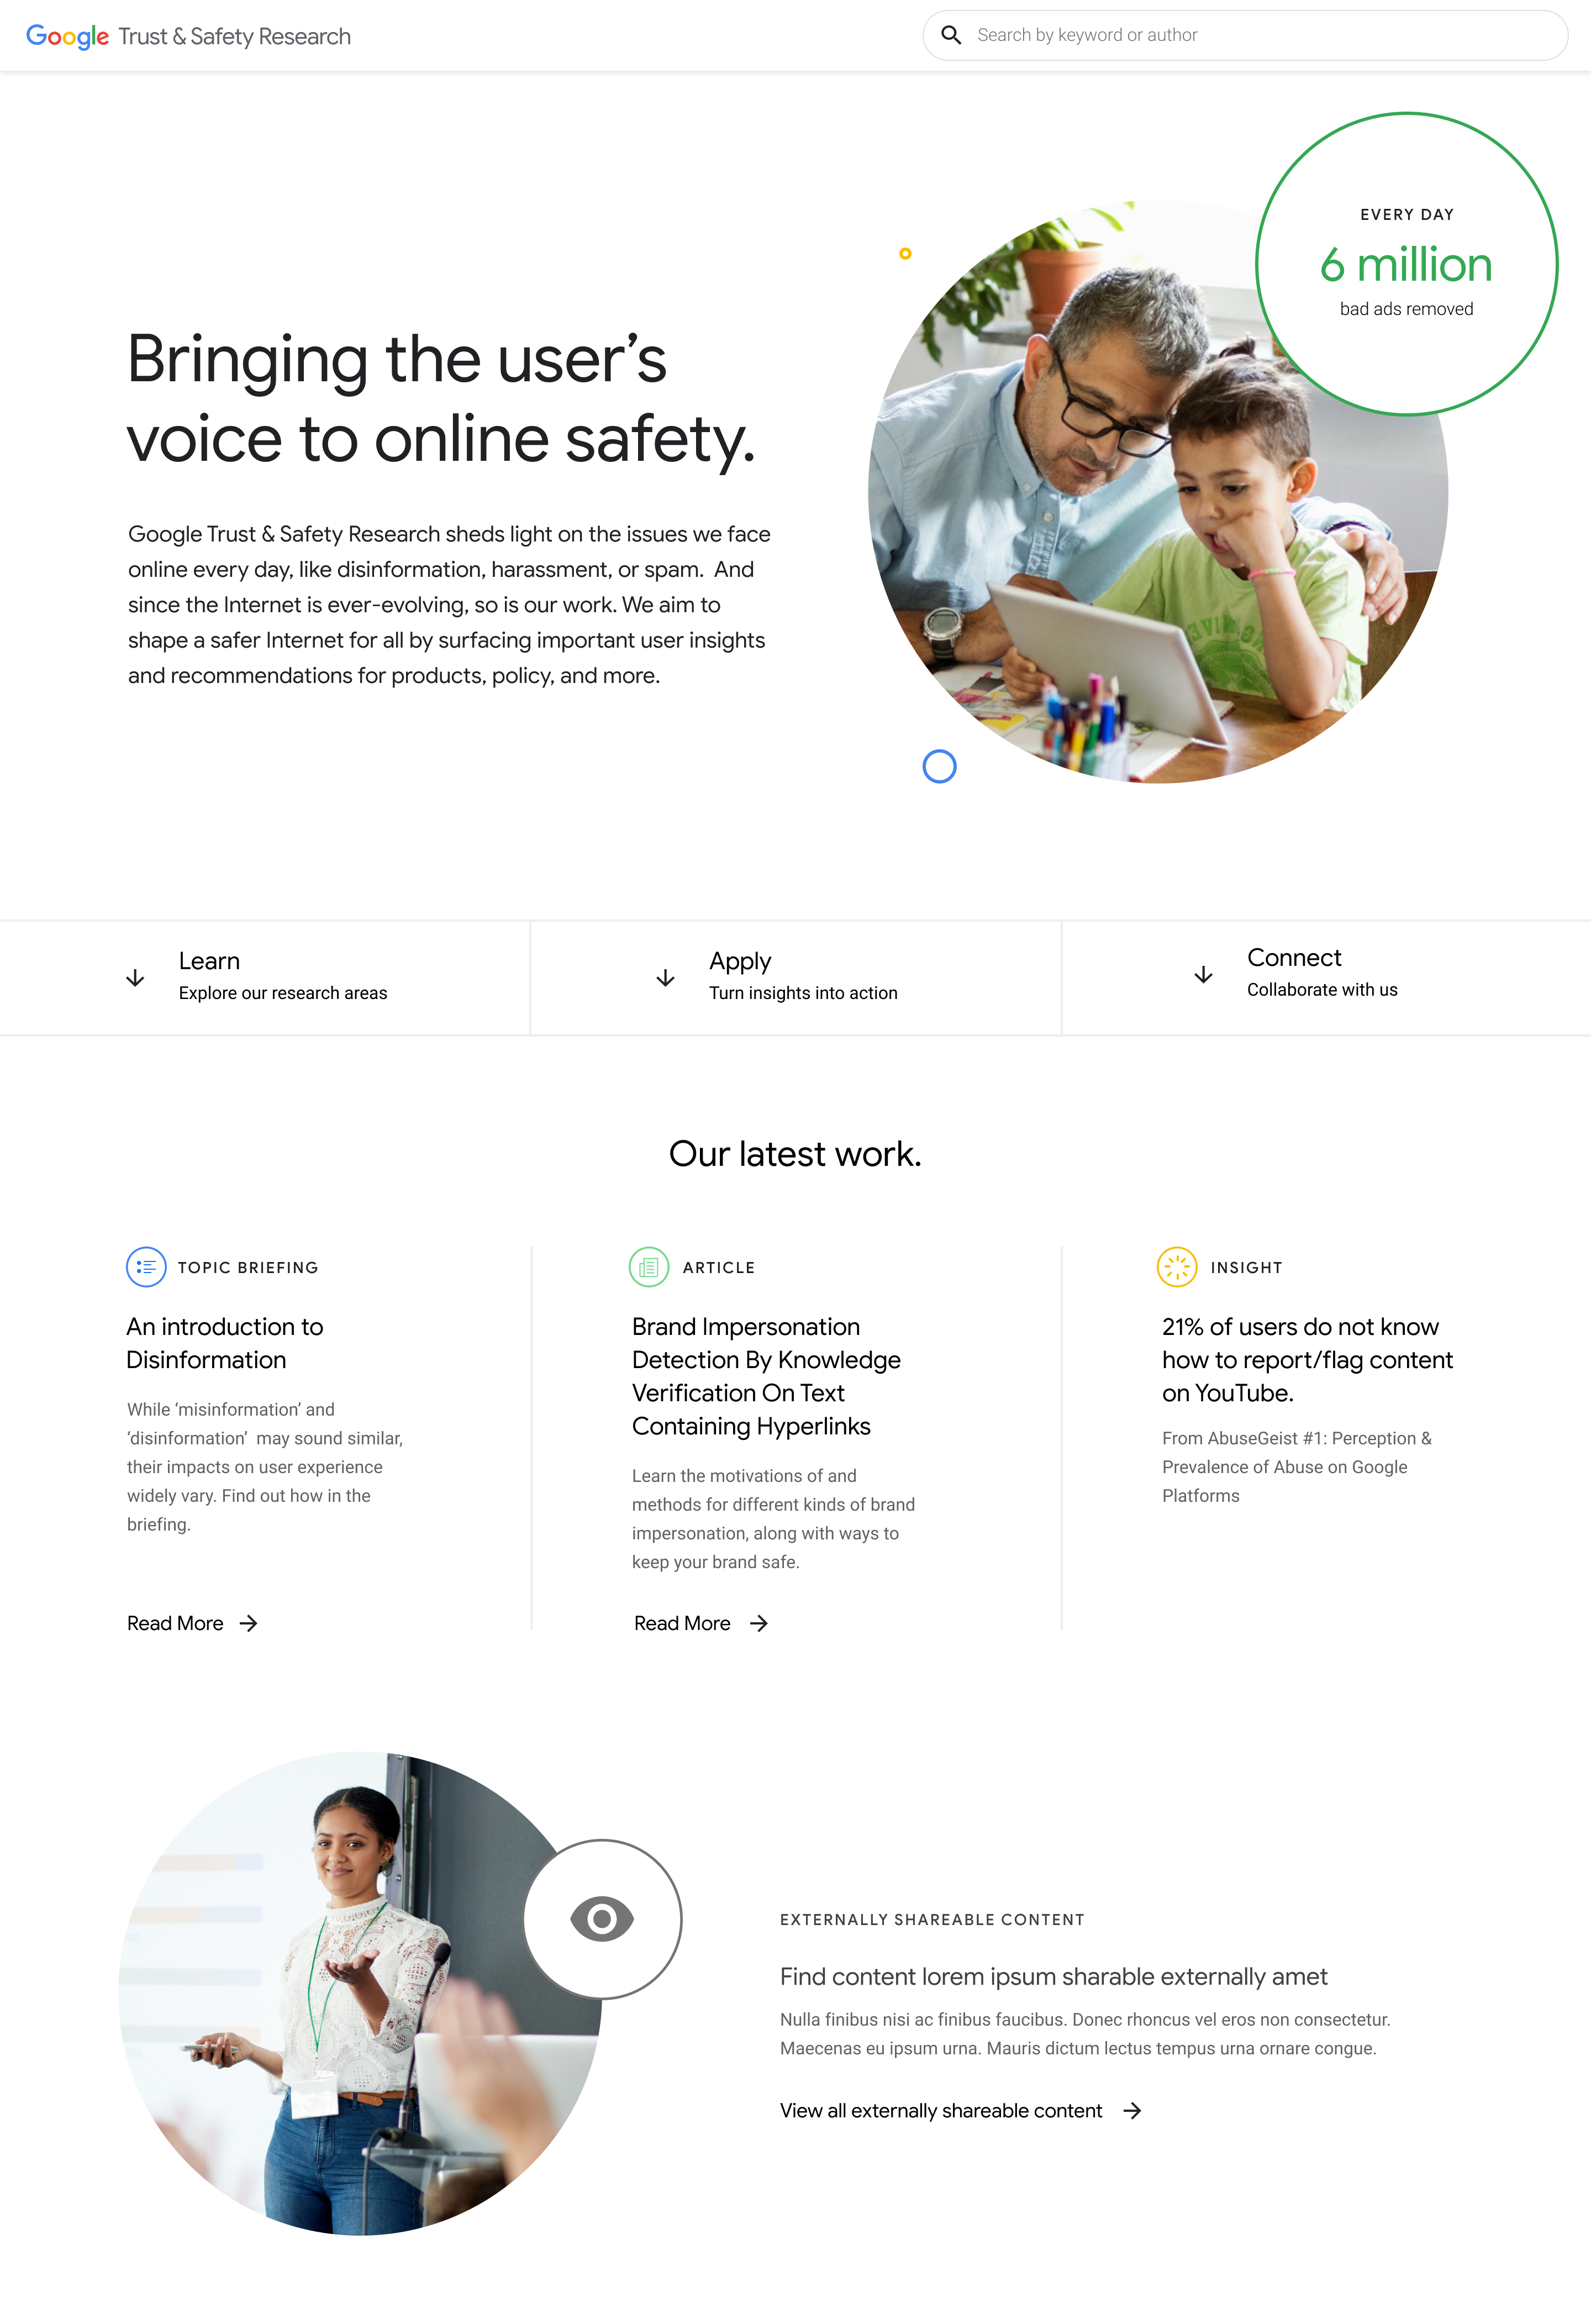 Google Trust & Safety Research
Search by keyword or author
EVERY DAY
6 million
bad ads removed
Bringing the user’s
voice to online safety.
Google Trust & Safety Research sheds light on the issues we face
online every day, like disinformation, harassment, or spam.  And
since the Internet is ever-evolving, so is our work. We aim to
shape a safer Internet for all by surfacing important user insights
and recommendations for products, policy, and more.
Learn
Explore our research areas
Apply
Turn insights into action
Connect
Collaborate with us
Our latest work.
TOPIC BRIEFING
An introduction to
Disinformation
While ‘misinformation’ and
‘disinformation’  may sound similar,
their impacts on user experience
widely vary. Find out how in the
briefing.
Read More
ARTICLE
Brand Impersonation
Detection By Knowledge
Verification On Text
Containing Hyperlinks
Learn the motivations of and
methods for different kinds of brand
impersonation, along with ways to
keep your brand safe.
Read More
INSIGHT
21% of users do not know
how to report/flag content
on YouTube.
From AbuseGeist #1: Perception &
Prevalence of Abuse on Google
Platforms
EXTERNALLY SHAREABLE CONTENT
Find content lorem ipsum sharable externally amet
Nulla finibus nisi ac finibus faucibus. Donec rhoncus vel eros non consectetur.
Maecenas eu ipsum urna. Mauris dictum lectus tempus urna ornare congue.
View all externally shareable content